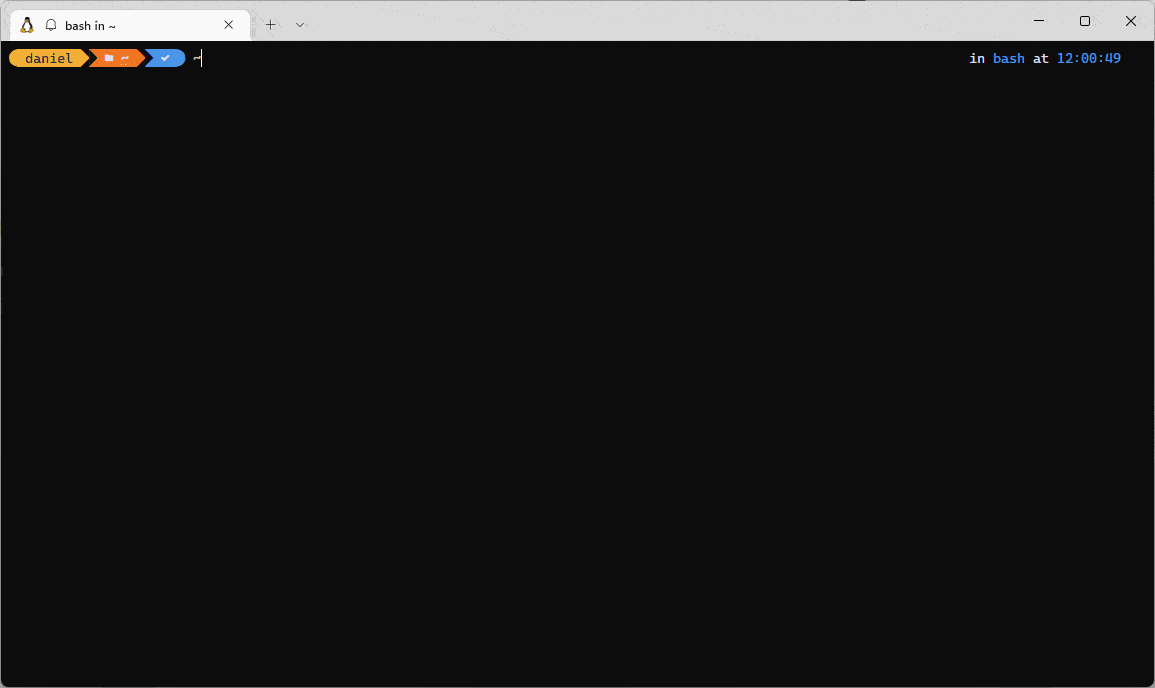 bash in ~
daniel ~ ~ in bash at 12:00:49